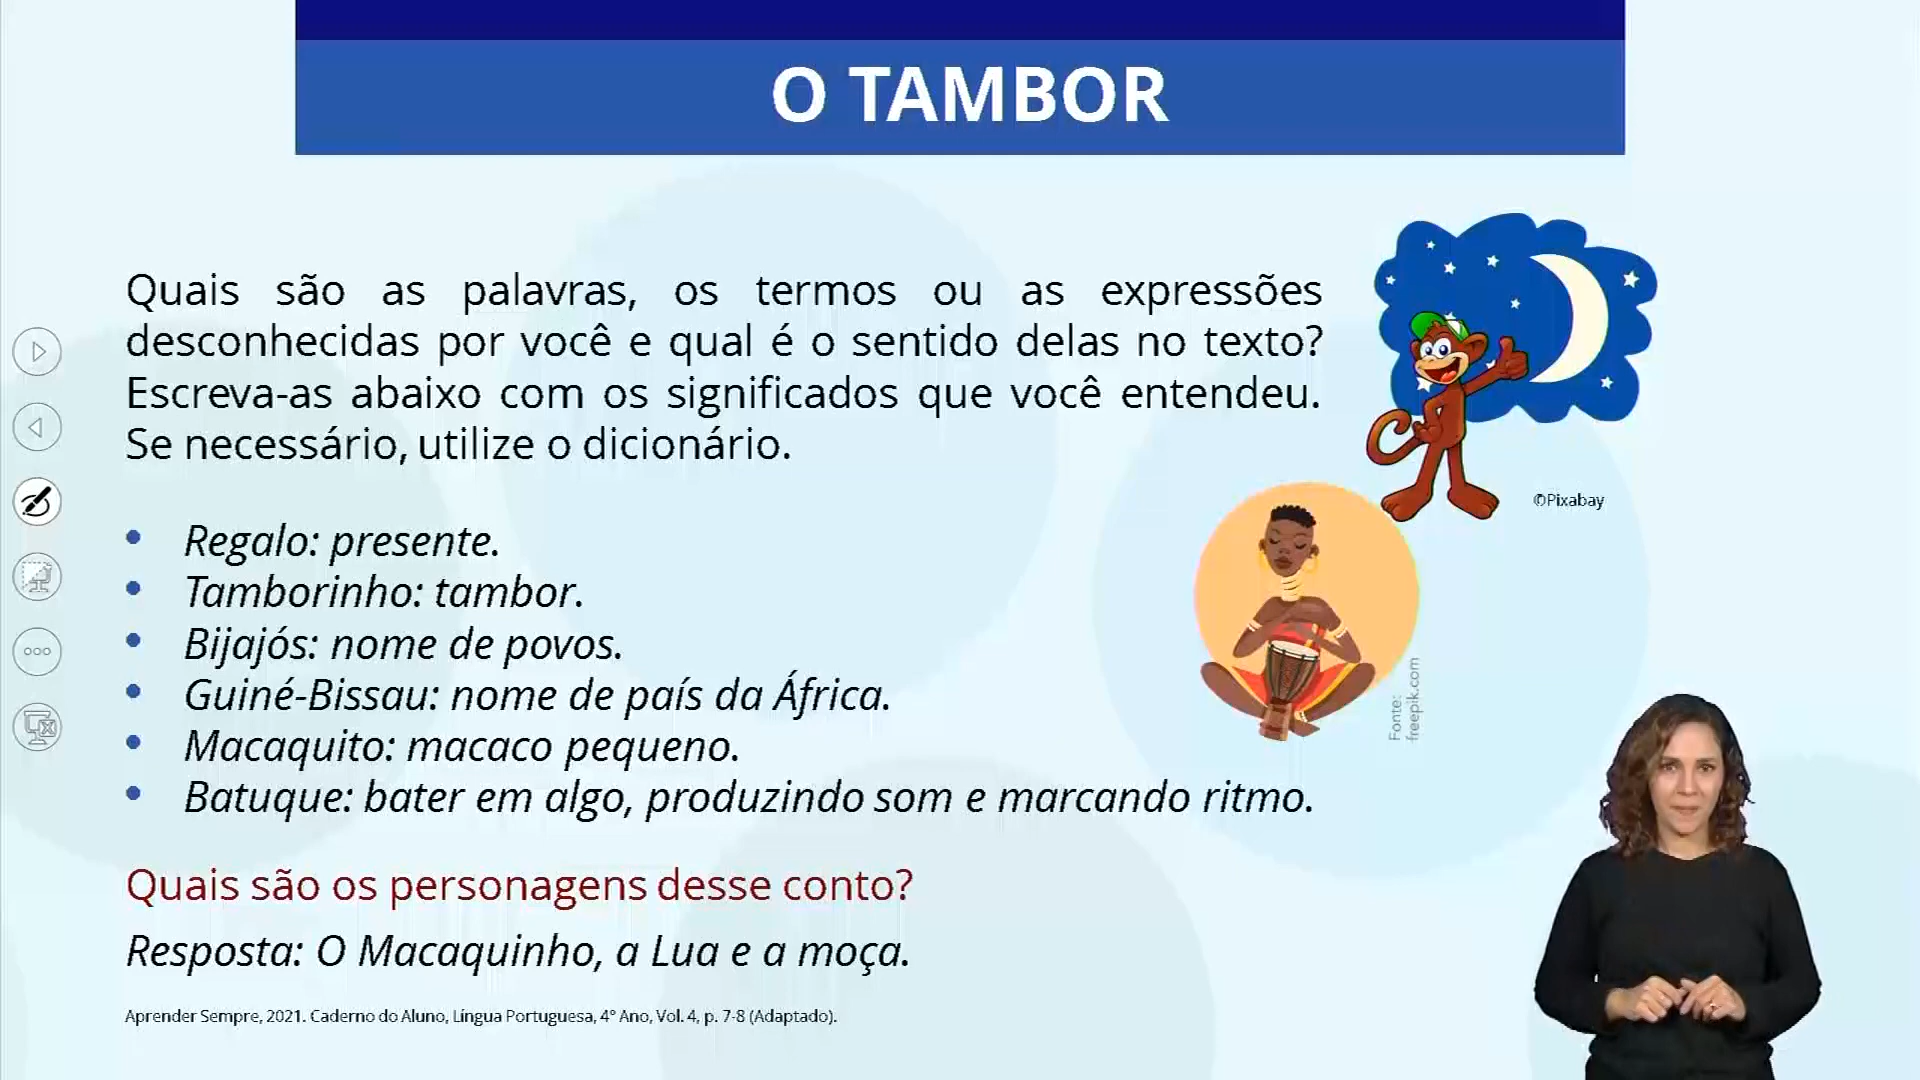 O TAMBOR
Quais são as palavras, os termos ou as expressões
desconhecidas por você e qual é o sentido delas no texto?
Escreva-as abaixo com os significados que você entendeu.
Se necessário, utilize o dicionário.
©Pixabay
• Regalo: presente.
• Tamborinho: tambor.
• Bijajós: nome de povos.
• Guiné-Bissau: nome de país da África.
• Macaquito: macaco pequeno.
• Batuque: bater em algo, produzindo som e marcando ritmo.
Fonte:
freepik.com
Quais são os personagens desse conto?
Resposta: O Macaquinho, a Lua e a moça.
Aprender Sempre, 2021. Caderno do Aluno, Língua Portuguesa, 4º Ano, Vol. 4, p. 7-8 (Adaptado).